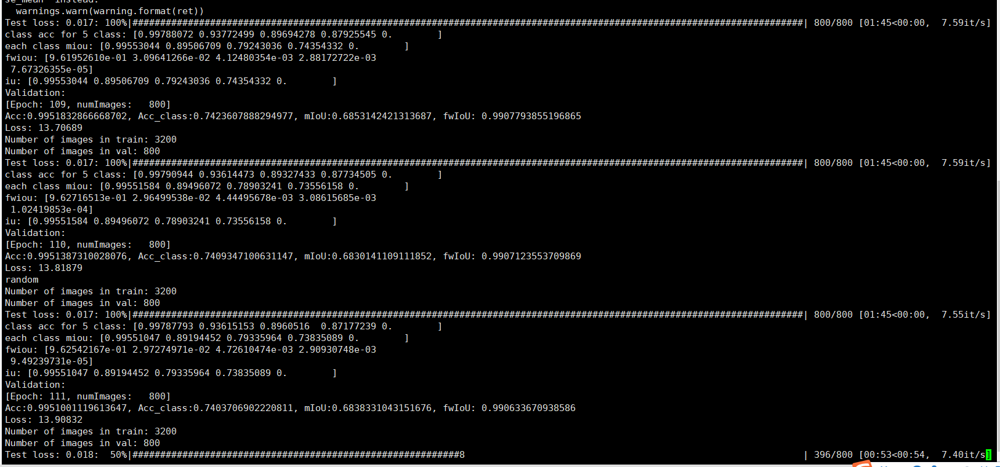 se_mean' instead.
  warnings.warn(warning.format(ret))
Test loss: 0.017: 100%|#########################################################################################################################| 800/800 [01:45<00:00,  7.59it/s]
class acc for 5 class: [0.99788072 0.93772499 0.89694278 0.87925545 0.        ]
each class miou: [0.99553044 0.89506709 0.79243036 0.74354332 0.        ]
fwiou: [9.61952610e-01 3.09641266e-02 4.12480354e-03 2.88172722e-03
 7.67326355e-05]
iu: [0.99553044 0.89506709 0.79243036 0.74354332 0.        ]
Validation:
[Epoch: 109, numImages:   800]
Acc:0.9951832866668702, Acc_class:0.7423607888294977, mIoU:0.6853142421313687, fwIoU: 0.9907793855196865
Loss: 13.70689
Number of images in train: 3200
Number of images in val: 800
Test loss: 0.017: 100%|#########################################################################################################################| 800/800 [01:45<00:00,  7.59it/s]
class acc for 5 class: [0.99790944 0.93614473 0.89327433 0.87734505 0.        ]
each class miou: [0.99551584 0.89496072 0.78903241 0.73556158 0.        ]
fwiou: [9.62716513e-01 2.96499538e-02 4.44495678e-03 3.08615685e-03
 1.02419853e-04]
iu: [0.99551584 0.89496072 0.78903241 0.73556158 0.        ]
Validation:
[Epoch: 110, numImages:   800]
Acc:0.9951387310028076, Acc_class:0.7409347100631147, mIoU:0.6830141109111852, fwIoU: 0.9907123553709869
Loss: 13.81879
random
Number of images in train: 3200
Number of images in val: 800
Test loss: 0.017: 100%|#########################################################################################################################| 800/800 [01:45<00:00,  7.55it/s]
class acc for 5 class: [0.99787793 0.93615153 0.8960516  0.87177239 0.        ]
each class miou: [0.99551047 0.89194452 0.79335964 0.73835089 0.        ]
fwiou: [9.62542167e-01 2.97274971e-02 4.72610474e-03 2.90930748e-03
 9.49239731e-05]
iu: [0.99551047 0.89194452 0.79335964 0.73835089 0.        ]
Validation:
[Epoch: 111, numImages:   800]
Acc:0.9951001119613647, Acc_class:0.7403706902220811, mIoU:0.6838331043151676, fwIoU: 0.990633670938586
Loss: 13.90832
Number of images in train: 3200
Number of images in val: 800
Test loss: 0.018:  50%|###########################################################8                                                             | 396/800 [00:53<00:54,  7.40it/s]